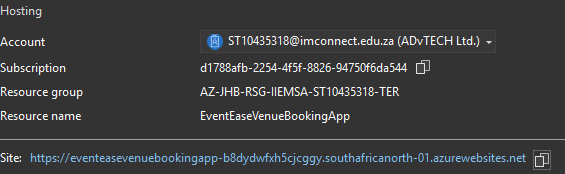 Hosting
Account ST10435318@imconnect.edu.za (ADvTECH Ltd.)
Subscription d1788afb-2254-4f5f-8826-94750f6da544
Resource group AZ-JHB-RSG-IIEMSA-ST10435318-TER
Resource name EventEaseVenueBookingApp
Site: https://eventeasevenuebookingapp-b8dydwfxh5cjcggy.southafricanorth-01.azurewebsites.net